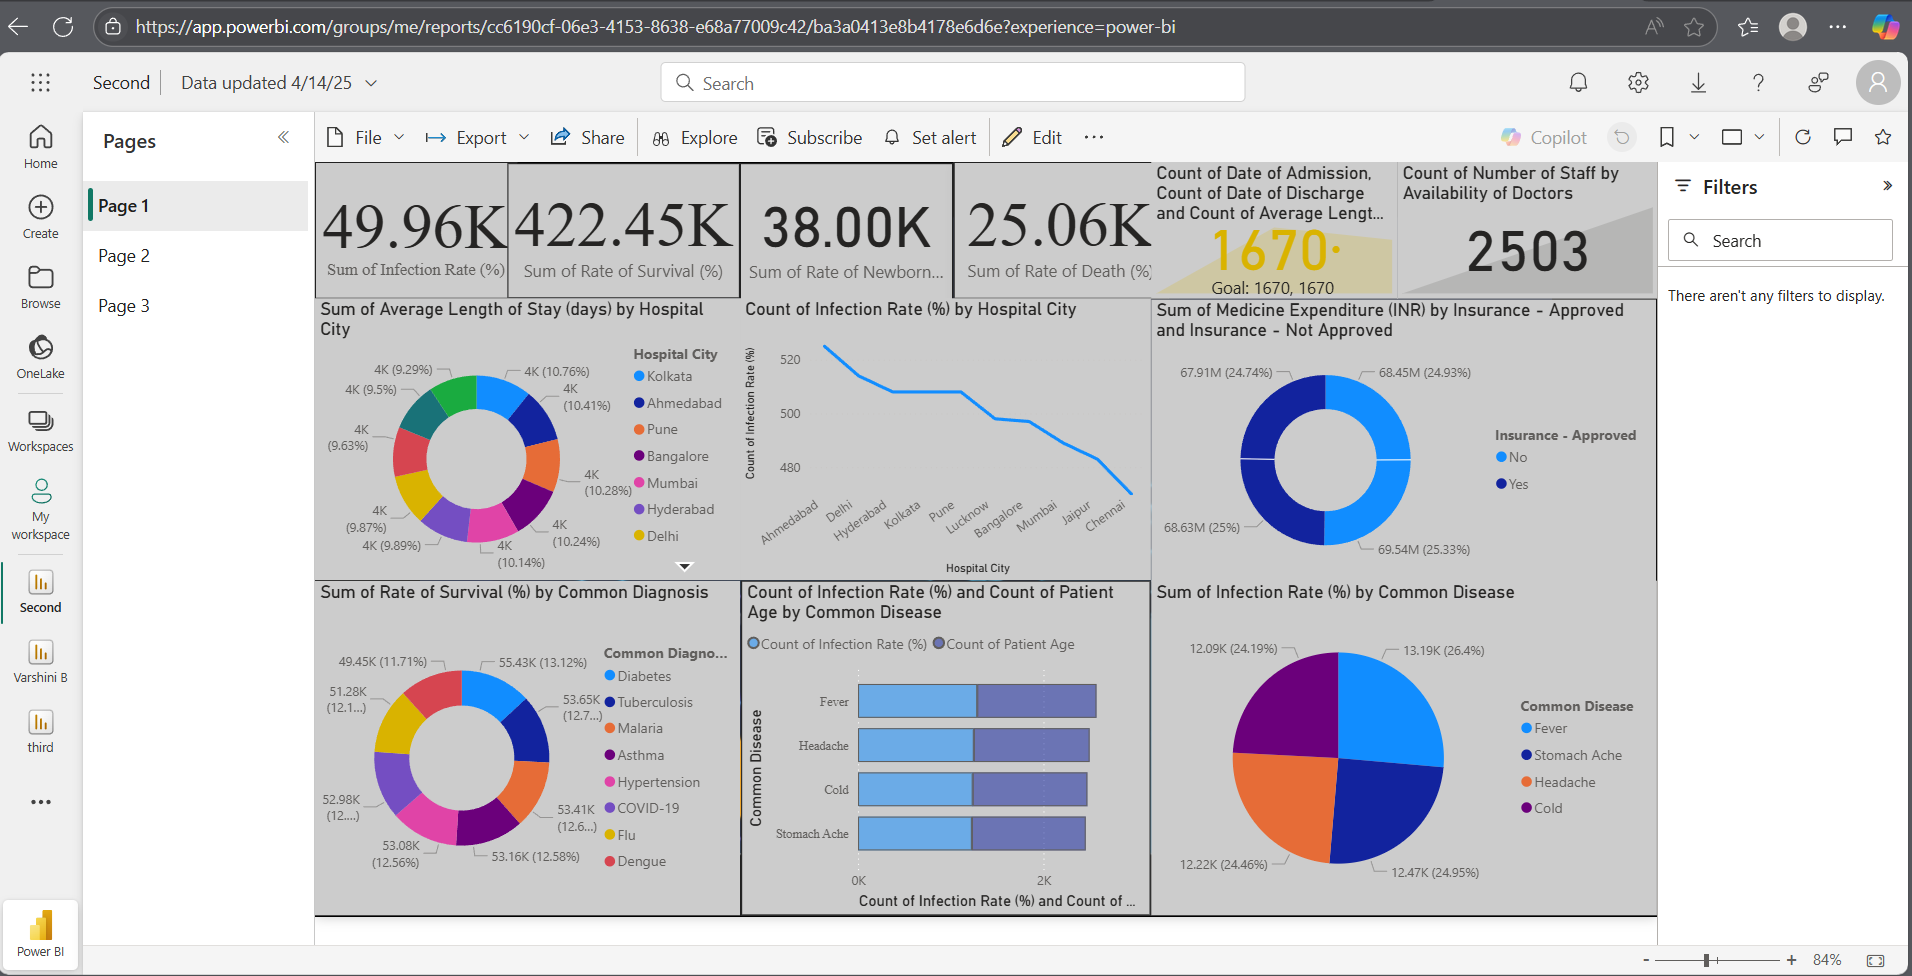 https://app.powerbi.com/groups/me/reports/cc6190cf-06e3-4153-8638-e68a77009c42/ba3a0413e8b4178e6d6e?experience=power-bi
Second
Data updated 4/14/25
Search
Home
Create
Browse
OneLake
Workspaces
My
workspace
Second
Varshini B
third
Power BI
Pages
Page 1
Page 2
Page 3
File
Export
Share
Explore
Subscribe
Set alert
Edit
Copilot
49.96K
Sum of Infection Rate (%)
422.45K
Sum of Rate of Survival (%)
38.00K
Sum of Rate of Newborn...
25.06K
Sum of Rate of Death (%)
Count of Date of Admission,
Count of Date of Discharge
and Count of Average Lengt...
1670
Goal: 1670, 1670
Count of Number of Staff by
Availability of Doctors
2503
Sum of Average Length of Stay (days) by Hospital
City
4K (9.29%)
4K (10.76%)
4K (9.5%)
4K
(10.41%)
4K
(9.63%)
4K
(10.28%)
4K
(9.87%)
4K
(10.24%)
4K (9.89%)
4K
(10.14%)
Hospital City
Kolkata
Ahmedabad
Pune
Bangalore
Mumbai
Hyderabad
Delhi
Count of Infection Rate (%) by Hospital City
Count of Infection Rate (%)
520
500
480
Ahmedabad
Delhi
Hyderabad
Kolkata
Pune
Lucknow
Bangalore
Mumbai
Jaipur
Chennai
Hospital City
Sum of Medicine Expenditure (INR) by Insurance - Approved
and Insurance - Not Approved
67.91M (24.74%)
68.45M (24.93%)
68.63M (25%)
69.54M (25.33%)
Insurance - Approved
No
Yes
Sum of Rate of Survival (%) by Common Diagnosis
49.45K (11.71%)
55.43K (13.12%)
51.28K
(12.1...)
53.65K
(12.7...)
52.98K
(12....)
53.41K
(12.6...)
53.08K
(12.56%)
53.16K (12.58%)
Common Diagno...
Diabetes
Tuberculosis
Malaria
Asthma
Hypertension
COVID-19
Flu
Dengue
Count of Infection Rate (%) and Count of Patient
Age by Common Disease
Count of Infection Rate (%)
Count of Patient Age
Common Disease
Fever
Headache
Cold
Stomach Ache
0K
2K
Count of Infection Rate (%) and Count of ...
Sum of Infection Rate (%) by Common Disease
12.09K (24.19%)
13.19K (26.4%)
12.22K (24.46%)
12.47K (24.95%)
Common Disease
Fever
Stomach Ache
Headache
Cold
Filters
Search
There aren't any filters to display.
84%